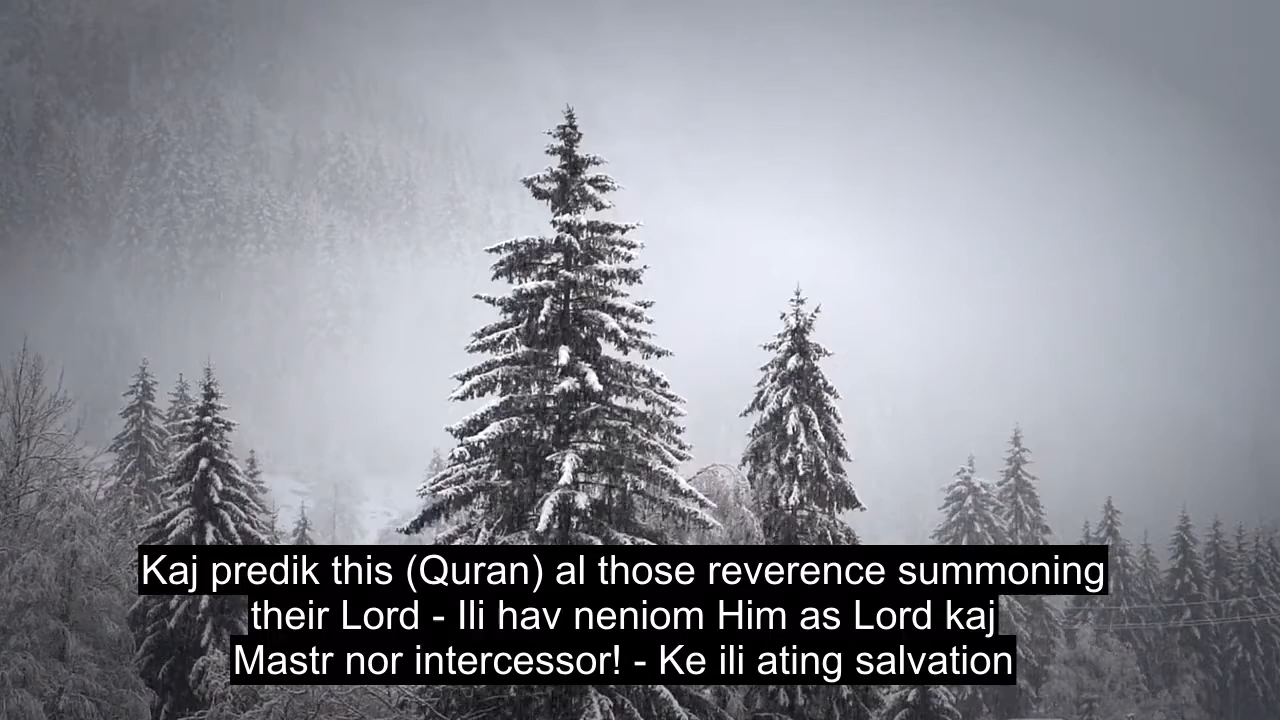 Kaj predik this (Quran) al those reverence summoning
their Lord - Ili hav neniom Him as Lord kaj
Mastr nor intercessor! - Ke ili ating salvation